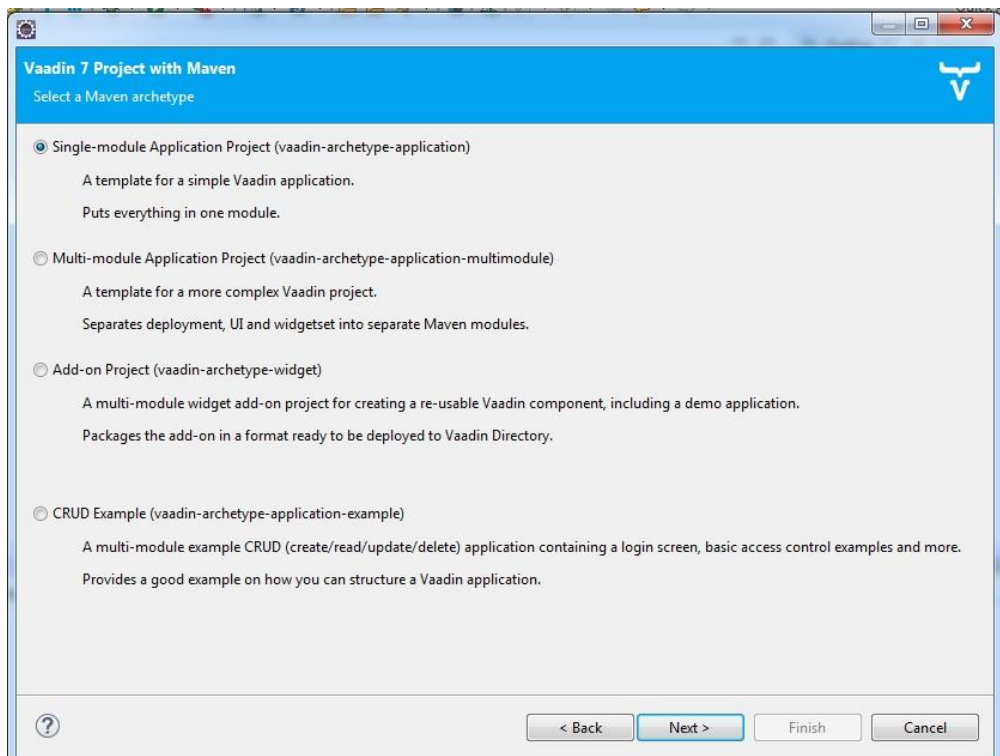 Vaadin 7 Project with Maven
Select a Maven archetype
Single-module Application Project (vaadin-archetype-application)
A template for a simple Vaadin application.
Puts everything in one module.
Multi-module Application Project (vaadin-archetype-application-multimodule)
A template for a more complex Vaadin project.
Separates deployment, UI and widgetset into separate Maven modules.
Add-on Project (vaadin-archetype-widget)
A multi-module widget add-on project for creating a re-usable Vaadin component, including a demo application.
Packages the add-on in a format ready to be deployed to Vaadin Directory.
CRUD Example (vaadin-archetype-application-example)
A multi-module example CRUD (create/read/update/delete) application containing a login screen, basic access control examples and more.
Provides a good example on how you can structure a Vaadin application.
? < Back Next > Finish Cancel